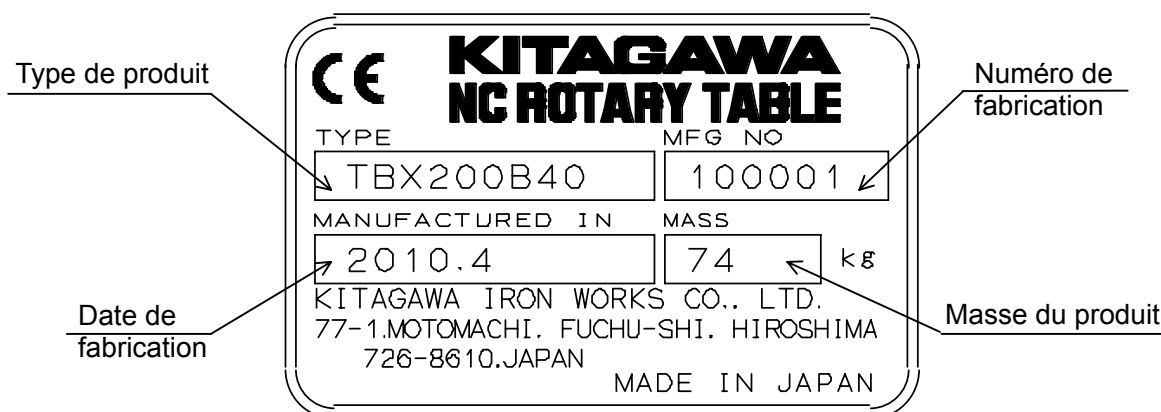 Type de produit
Numéro de
fabrication
CE
KITAGAWA
NC ROTARY TABLE
TYPE
MFG NO
TBX200B40
100001
MANUFACTURED IN
MASS
2010.4
74
kg
KITAGAWA IRON WORKS CO., LTD.
77-1.MOTOMACHI. FUCHU-SHI. HIROSHIMA
726-8610.JAPAN
MADE IN JAPAN
Date de
fabrication
Masse du produit